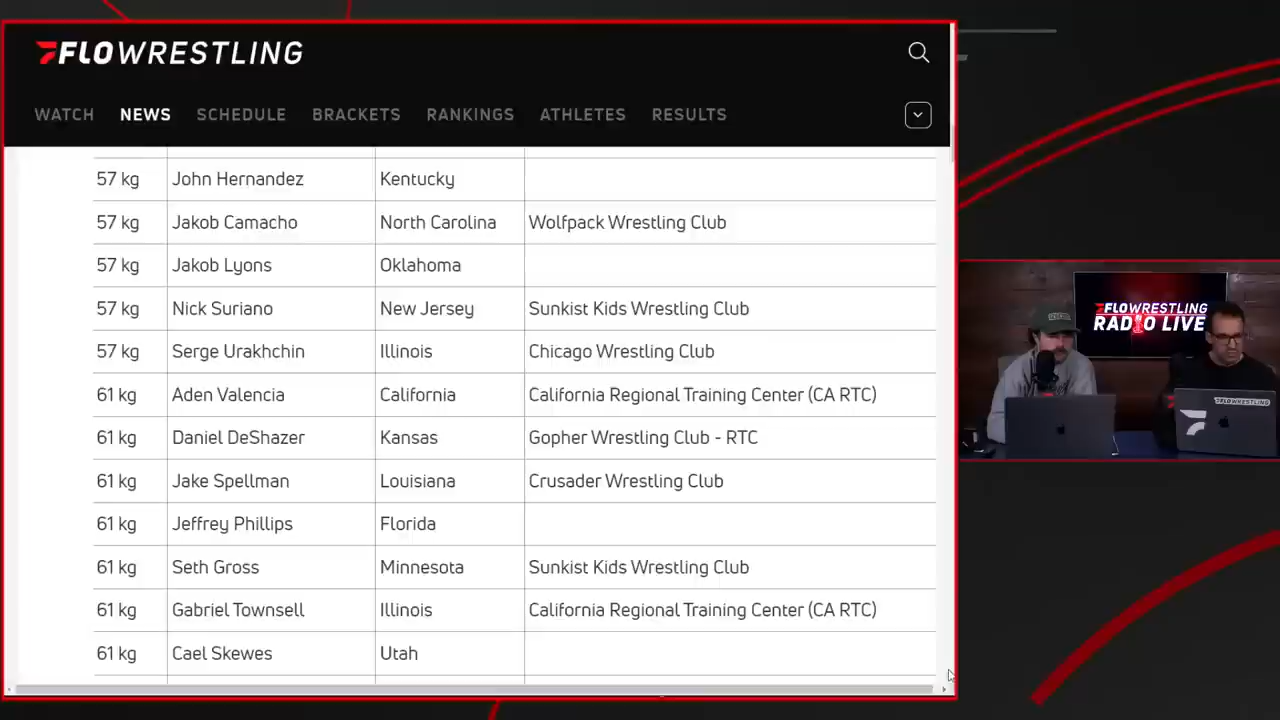 FLOWRESTLING
WATCH NEWS SCHEDULE BRACKETS RANKINGS ATHLETES RESULTS
57 kg John Hernandez Kentucky
57 kg Jakob Camacho North Carolina Wolfpack Wrestling Club
57 kg Jakob Lyons Oklahoma
57 kg Nick Suriano New Jersey Sunkist Kids Wrestling Club
57 kg Serge Urakhchin Illinois Chicago Wrestling Club
61 kg Aden Valencia California California Regional Training Center (CA RTC)
61 kg Daniel DeShazer Kansas Gopher Wrestling Club - RTC
61 kg Jake Spellman Louisiana Crusader Wrestling Club
61 kg Jeffrey Phillips Florida
61 kg Seth Gross Minnesota Sunkist Kids Wrestling Club
61 kg Gabriel Townsell Illinois California Regional Training Center (CA RTC)
61 kg Cael Skewes Utah
FLOWRESTLING
RADIO LIVE
FLOWRESTLING